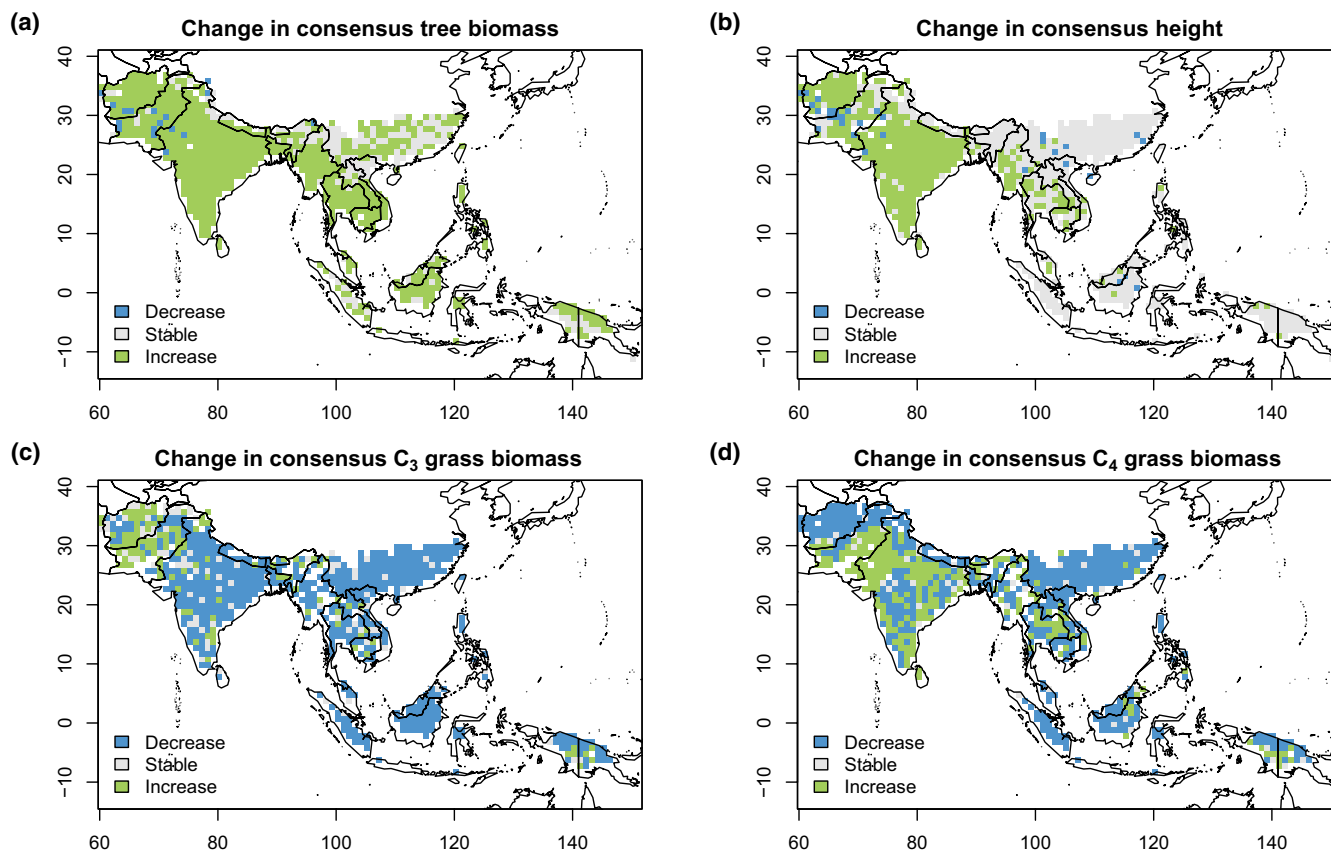 (a)
Change in consensus tree biomass
40
30
20
10
0
−10
Decrease
Stable
Increase
60
80
100
120
140
(b)
Change in consensus height
40
30
20
10
0
−10
Decrease
Stable
Increase
60
80
100
120
140
(c)
Change in consensus C₃ grass biomass
40
30
20
10
0
−10
Decrease
Stable
Increase
60
80
100
120
140
(d)
Change in consensus C₄ grass biomass
40
30
20
10
0
−10
Decrease
Stable
Increase
60
80
100
120
140